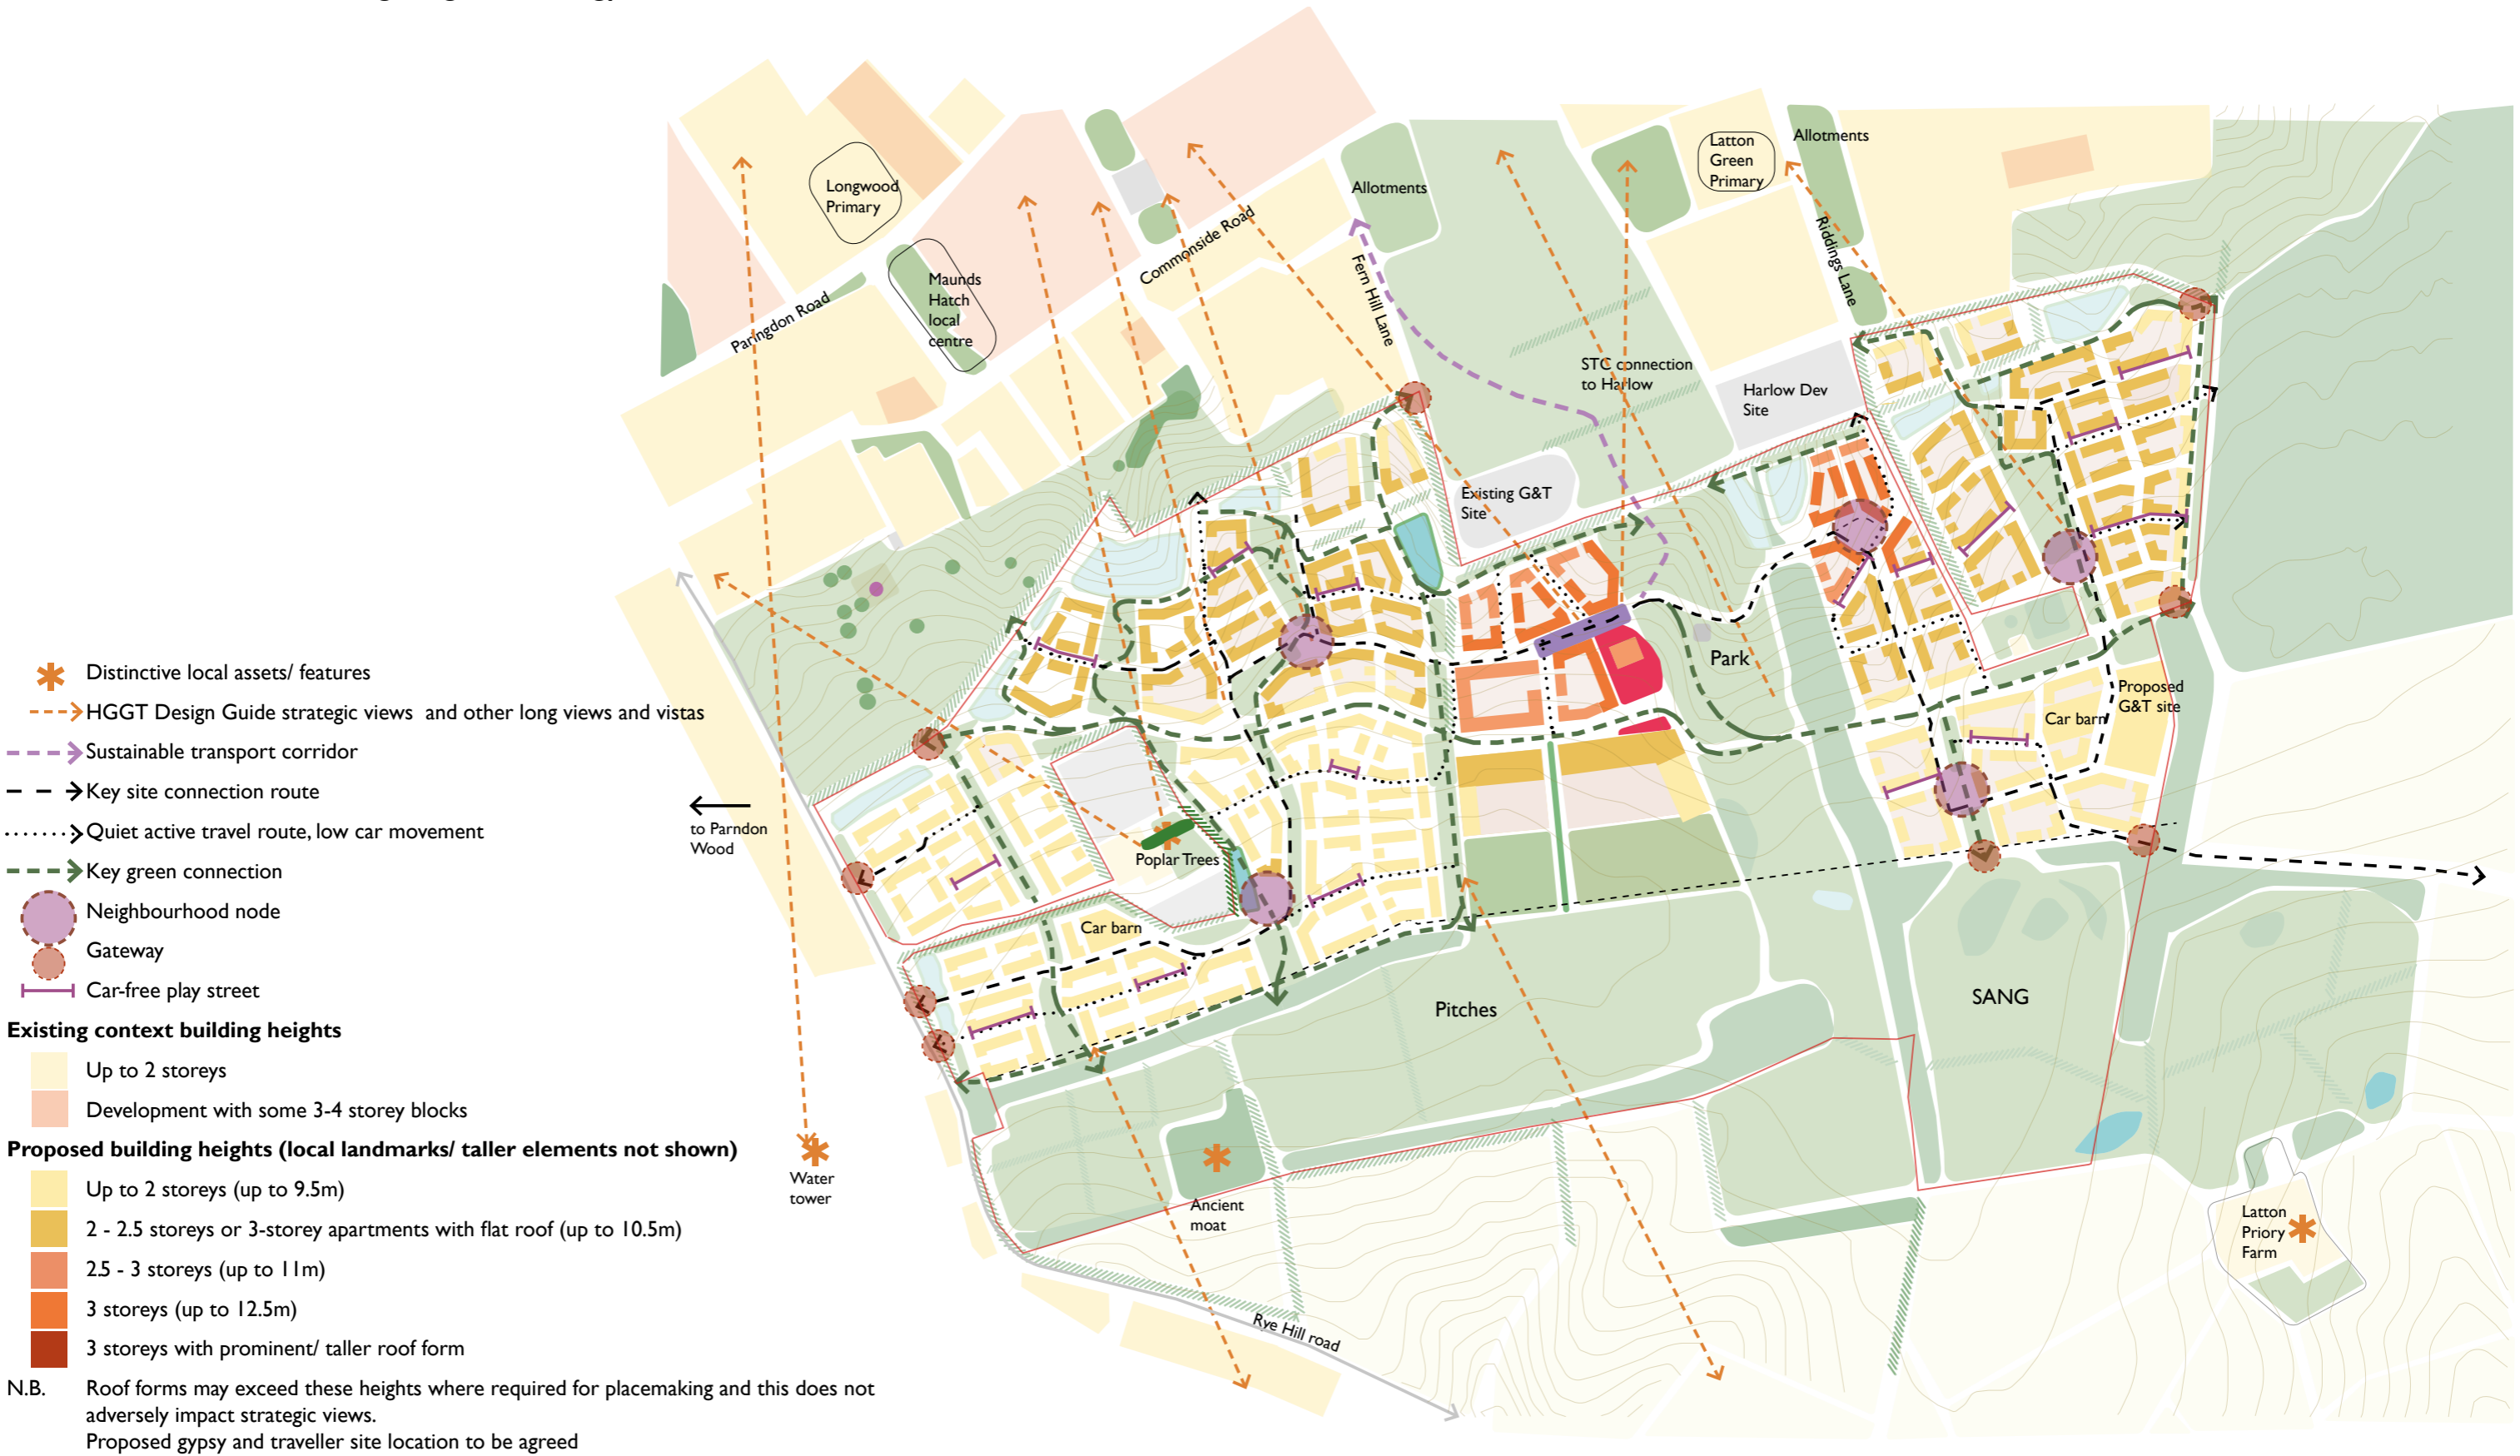 Longwood
Primary
Maunds
Hatch
local
centre
Paringdon Road
Commonside Road
Allotments
Fern Hill Lane
Latton
Green
Primary
Allotments
Riddings Lane
STC connection
to Harlow
Harlow Dev
Site
Existing G&T
Site
Park
Proposed
G&T site
Car barn
to Parndon
Wood
Poplar Trees
Car barn
Pitches
SANG
Water
tower
Ancient
moat
Latton
Priory
Farm
Rye Hill road
Distinctive local assets/ features
HGGT Design Guide strategic views and other long views and vistas
Sustainable transport corridor
Key site connection route
Quiet active travel route, low car movement
Key green connection
Neighbourhood node
Gateway
Car-free play street
Existing context building heights
Up to 2 storeys
Development with some 3-4 storey blocks
Proposed building heights (local landmarks/ taller elements not shown)
Up to 2 storeys (up to 9.5m)
2 - 2.5 storeys or 3-storey apartments with flat roof (up to 10.5m)
2.5 - 3 storeys (up to 11m)
3 storeys (up to 12.5m)
3 storeys with prominent/ taller roof form
N.B. Roof forms may exceed these heights where required for placemaking and this does not
adversely impact strategic views.
Proposed gypsy and traveller site location to be agreed